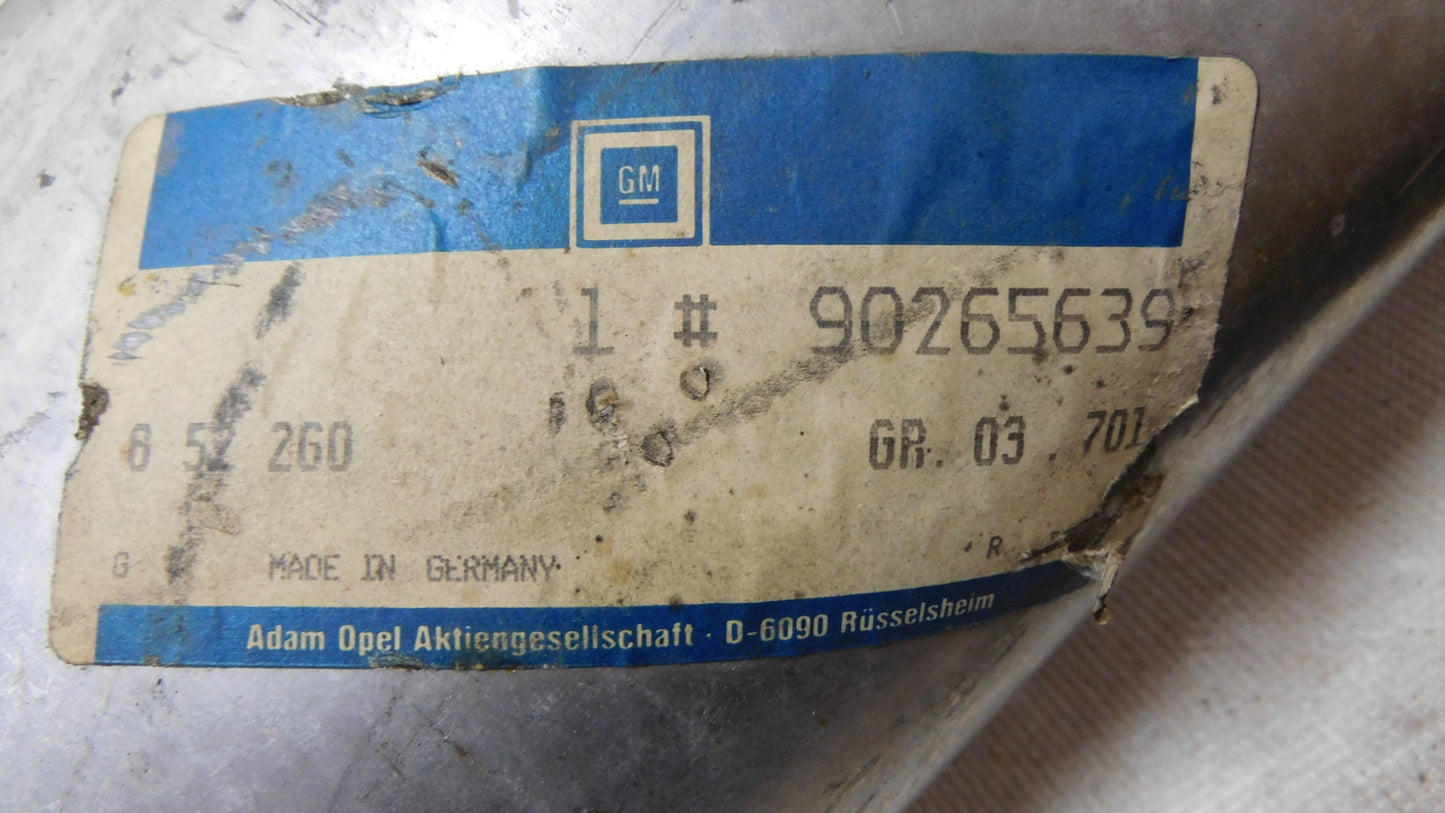 GM
1 # 90265639
8 52 260 GR. 03 . 701
G MADE IN GERMANY R
Adam Opel Aktiengesellschaft · D-6090 Rüsselsheim